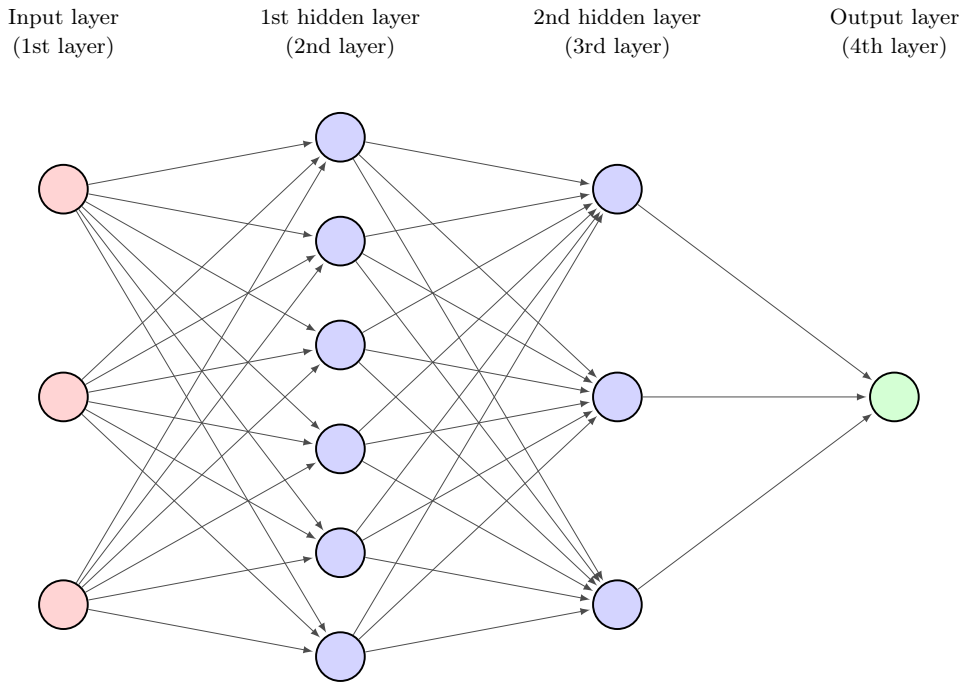 Input layer
(1st layer)
1st hidden layer
(2nd layer)
2nd hidden layer
(3rd layer)
Output layer
(4th layer)